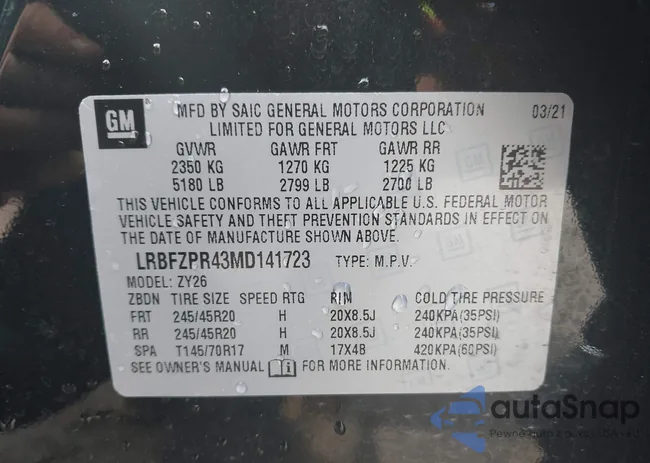 GM
MFD BY SAIC GENERAL MOTORS CORPORATION 03/21
LIMITED FOR GENERAL MOTORS LLC
GVWR GAWR FRT GAWR RR
2350 KG 1270 KG 1225 KG
5180 LB 2799 LB 2700 LB
THIS VEHICLE CONFORMS TO ALL APPLICABLE U.S. FEDERAL MOTOR
VEHICLE SAFETY AND THEFT PREVENTION STANDARDS IN EFFECT ON
THE DATE OF MANUFACTURE SHOWN ABOVE.
LRBFZPR43MD141723 TYPE: M.P.V.
MODEL: ZY26
ZBDN TIRE SIZE SPEED RTG RIM COLD TIRE PRESSURE
FRT 245/45R20 H 20X8.5J 240KPA(35PSI)
RR 245/45R20 H 20X8.5J 240KPA(35PSI)
SPA T145/70R17 M 17X4B 420KPA(60PSI)
SEE OWNER'S MANUAL FOR MORE INFORMATION
autoSnap
Pewne auta z USA